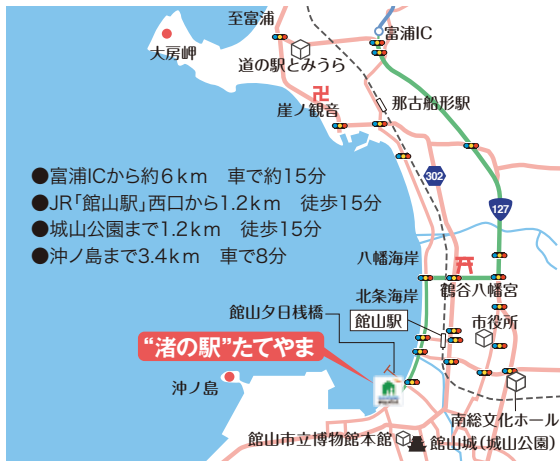 至富浦
富浦IC
大房岬
道の駅とみうら
崖ノ観音
那古船形駅
●富浦ICから約6km　車で約15分
●JR「館山駅」西口から1.2km　徒歩15分
●城山公園まで1.2km　徒歩15分
●沖ノ島まで3.4km　車で8分
302
127
八幡海岸
鶴谷八幡宮
北条海岸
館山夕日桟橋
館山駅
市役所
“渚の駅”たてやま
沖ノ島
南総文化ホール
館山市立博物館本館
館山城(城山公園)